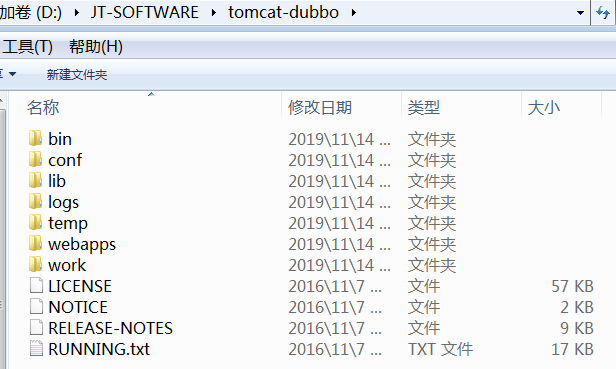 加卷 (D:) ▸ JT-SOFTWARE ▸ tomcat-dubbo ▸
工具(T) 帮助(H)
新建文件夹
名称 修改日期 类型 大小
bin 2019\11\14 ... 文件夹
conf 2019\11\14 ... 文件夹
lib 2019\11\14 ... 文件夹
logs 2019\11\14 ... 文件夹
temp 2019\11\14 ... 文件夹
webapps 2019\11\14 ... 文件夹
work 2019\11\14 ... 文件夹
LICENSE 2016\11\7 ... 文件 57 KB
NOTICE 2016\11\7 ... 文件 2 KB
RELEASE-NOTES 2016\11\7 ... 文件 9 KB
RUNNING.txt 2016\11\7 ... TXT 文件 17 KB